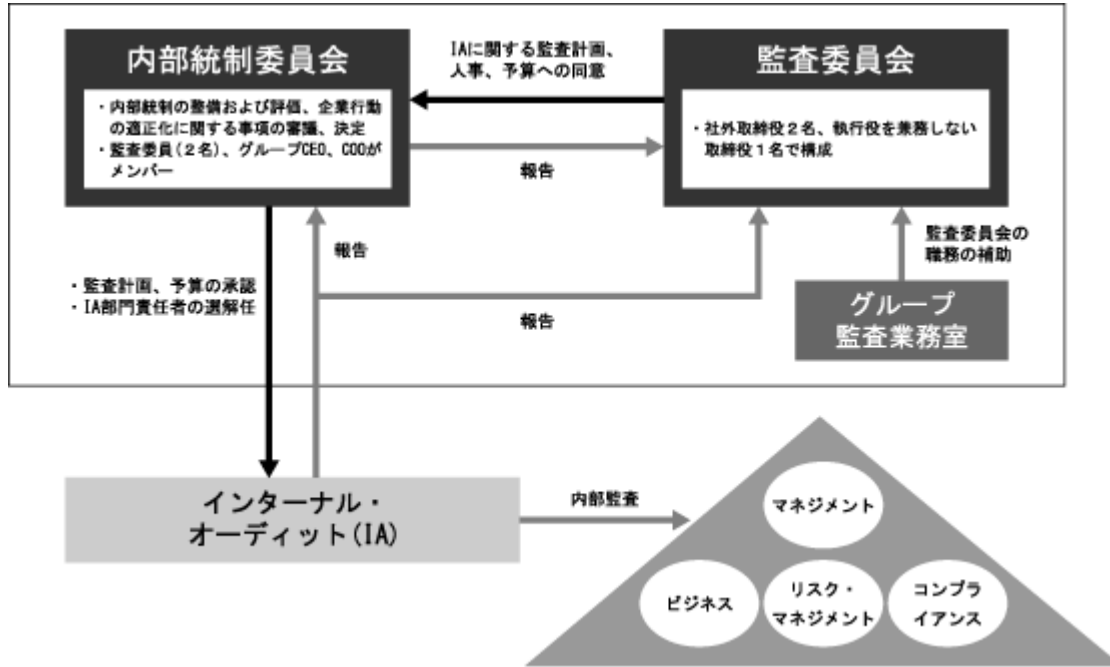 内部統制委員会
・内部統制の整備および評価、企業行動
の適正化に関する事項の審議、決定
・監査委員(2名)、グループCEO、COOが
メンバー
IAに関する監査計画、
人事、予算への同意
報告
監査委員会
・社外取締役2名、執行役を兼務しない
取締役1名で構成
・監査計画、予算の承認
・IA部門責任者の選解任
報告
報告
監査委員会の
職務の補助
グループ
監査業務室
インターナル・
オーディット(IA)
内部監査
マネジメント
ビジネス
リスク・
マネジメント
コンプラ
イアンス